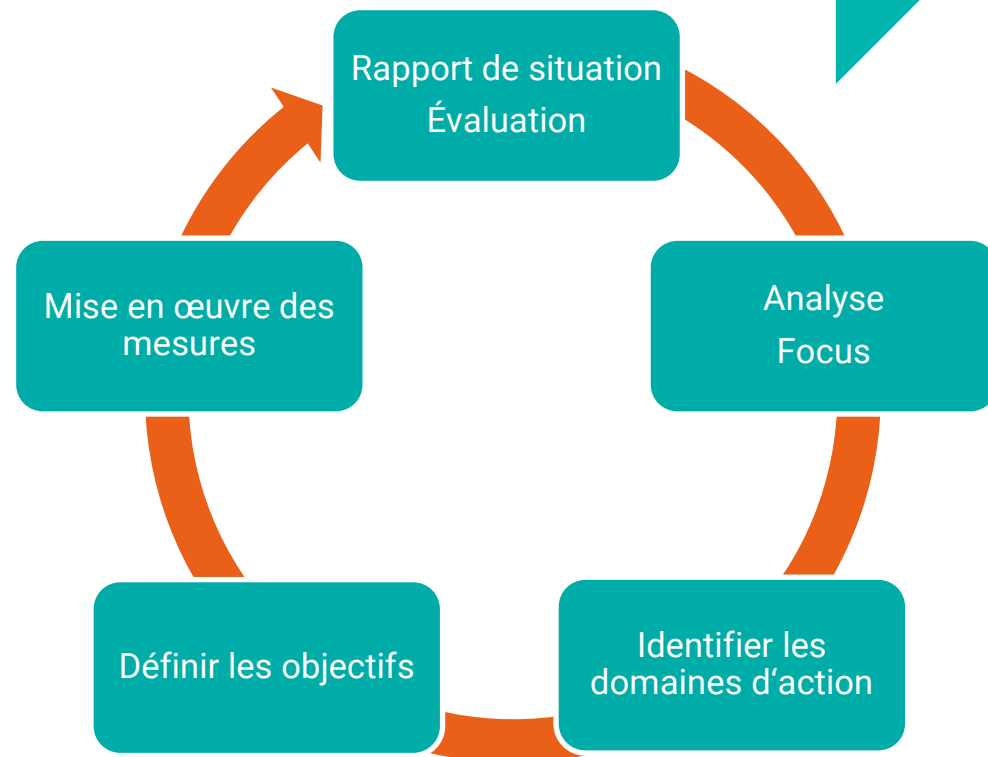 Rapport de situation
Évaluation
Analyse
Focus
Identifier les
domaines d‘action
Définir les objectifs
Mise en œuvre des
mesures